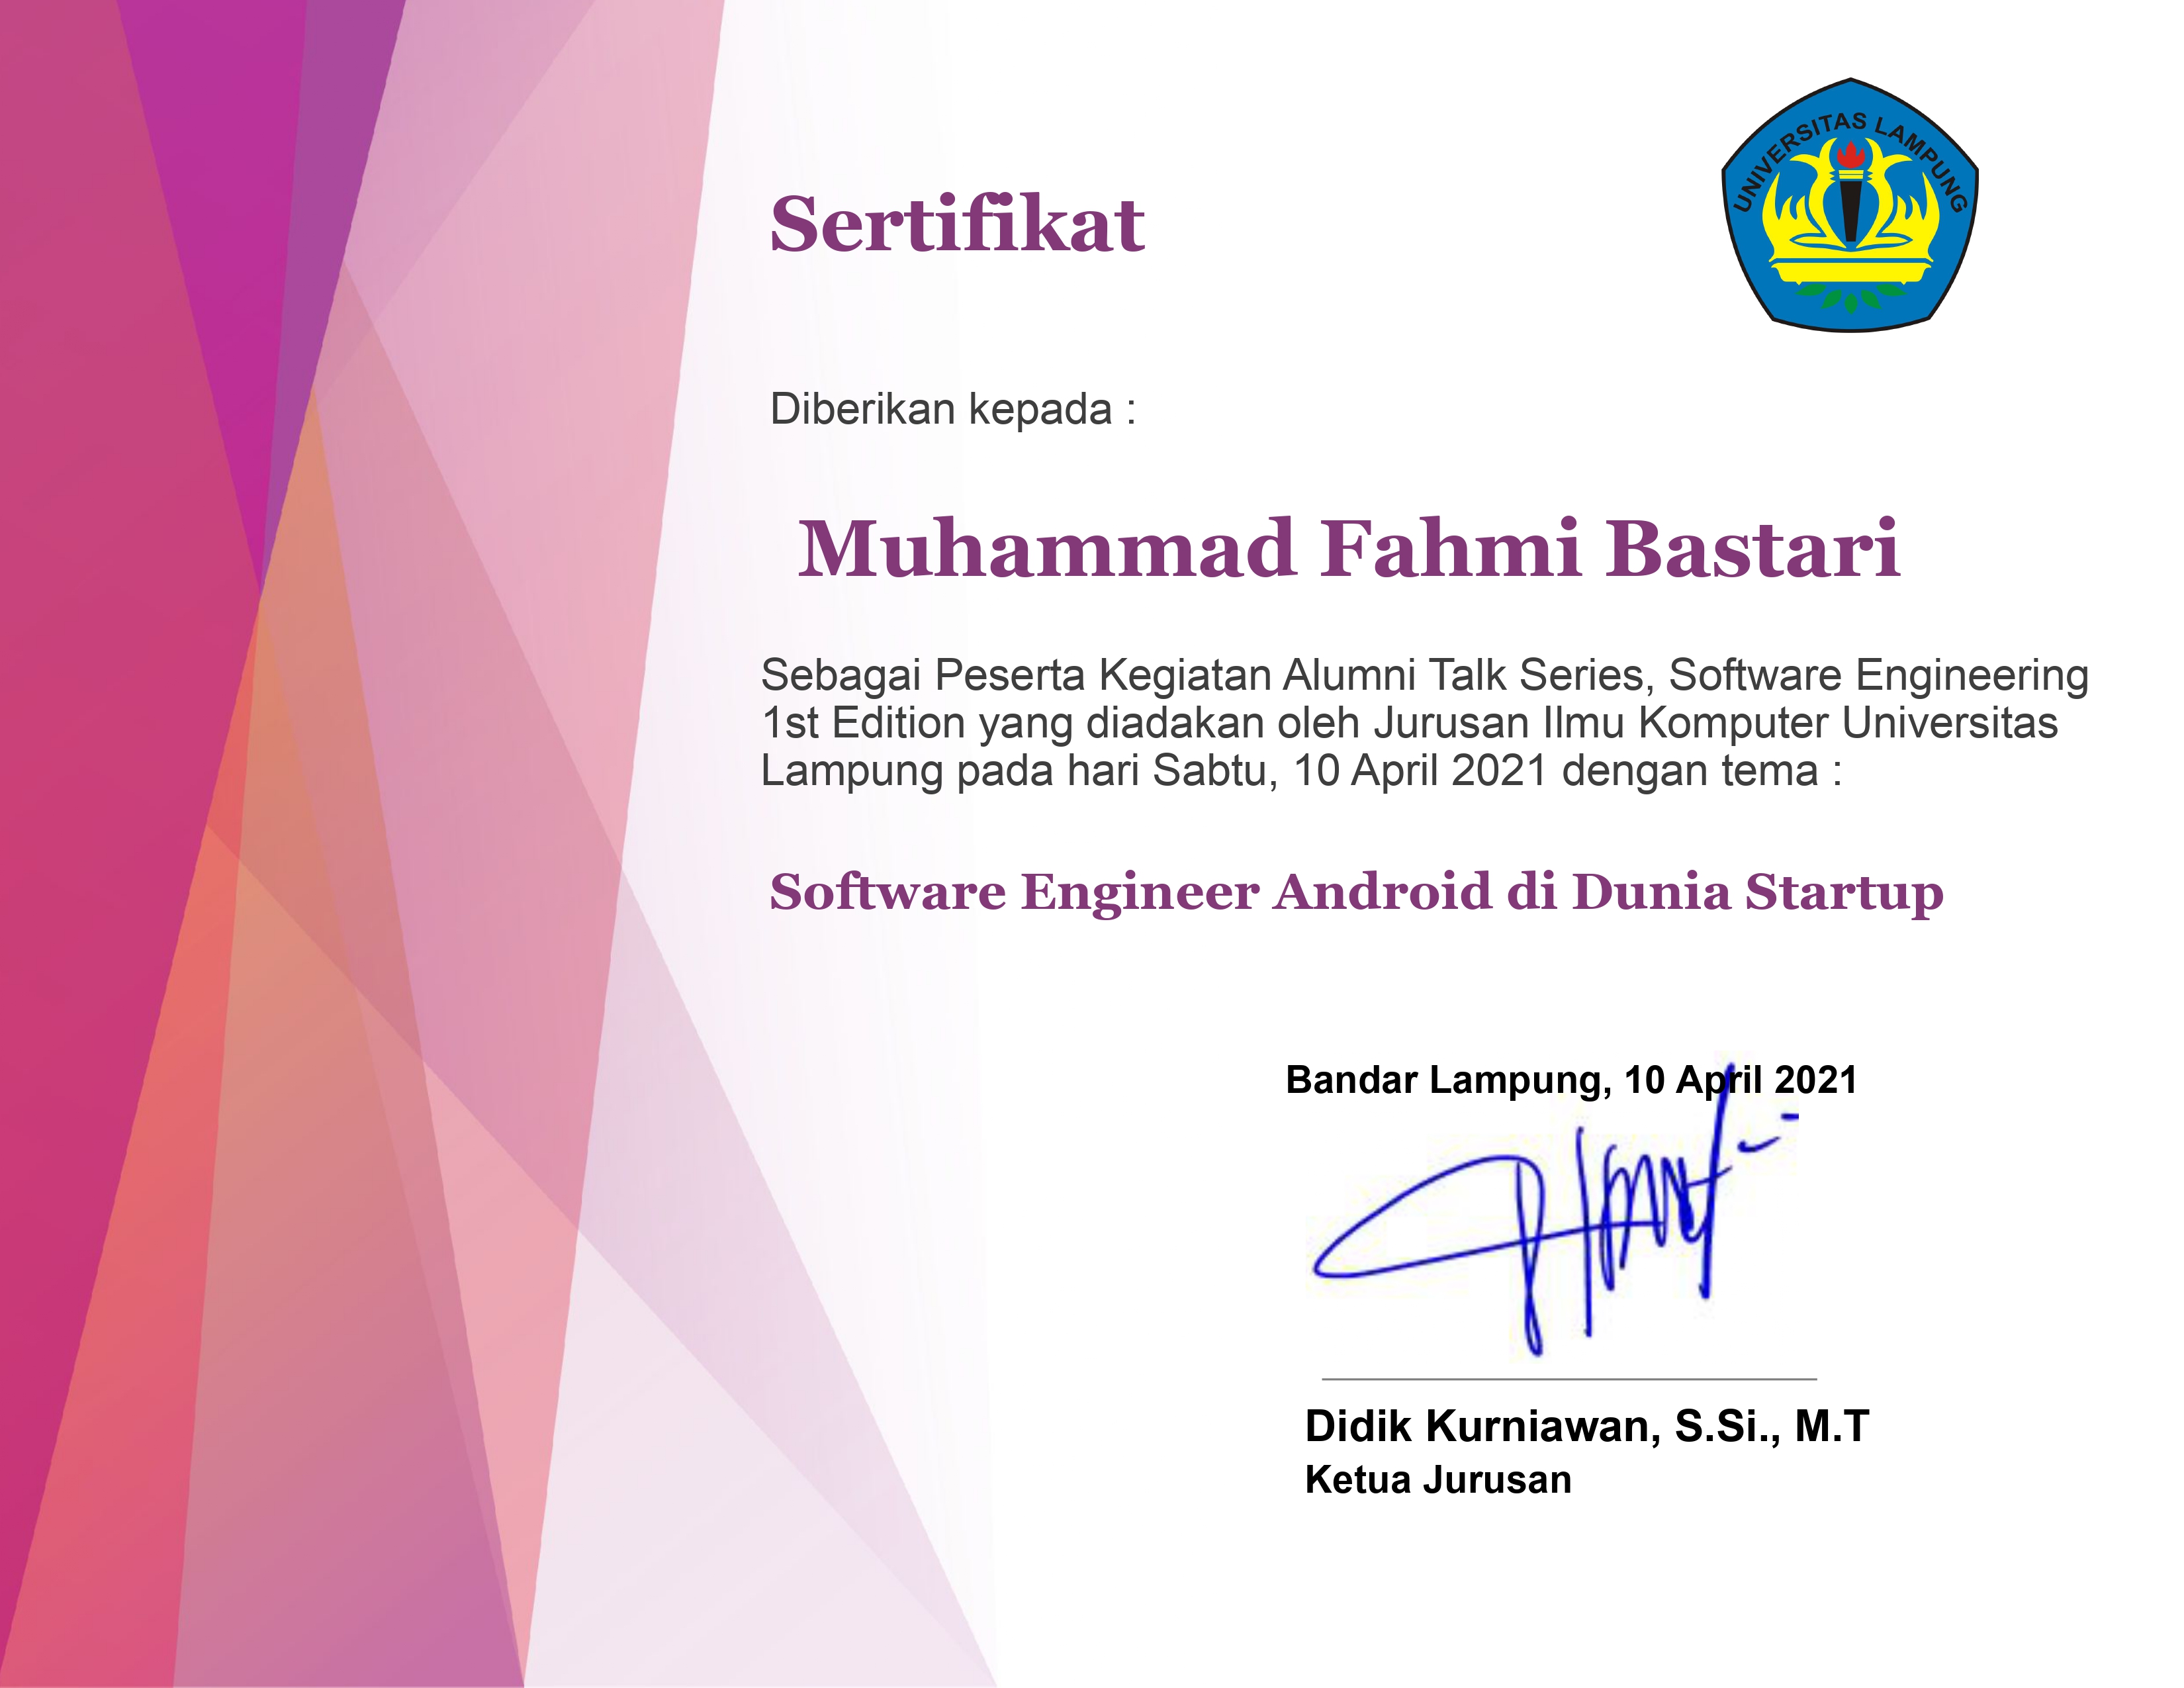 UNIVERSITAS LAMPUNG
Sertifikat
Diberikan kepada :
Muhammad Fahmi Bastari
Sebagai Peserta Kegiatan Alumni Talk Series, Software Engineering
1st Edition yang diadakan oleh Jurusan Ilmu Komputer Universitas
Lampung pada hari Sabtu, 10 April 2021 dengan tema :
Software Engineer Android di Dunia Startup
Bandar Lampung, 10 April 2021
Didik Kurniawan, S.Si., M.T
Ketua Jurusan